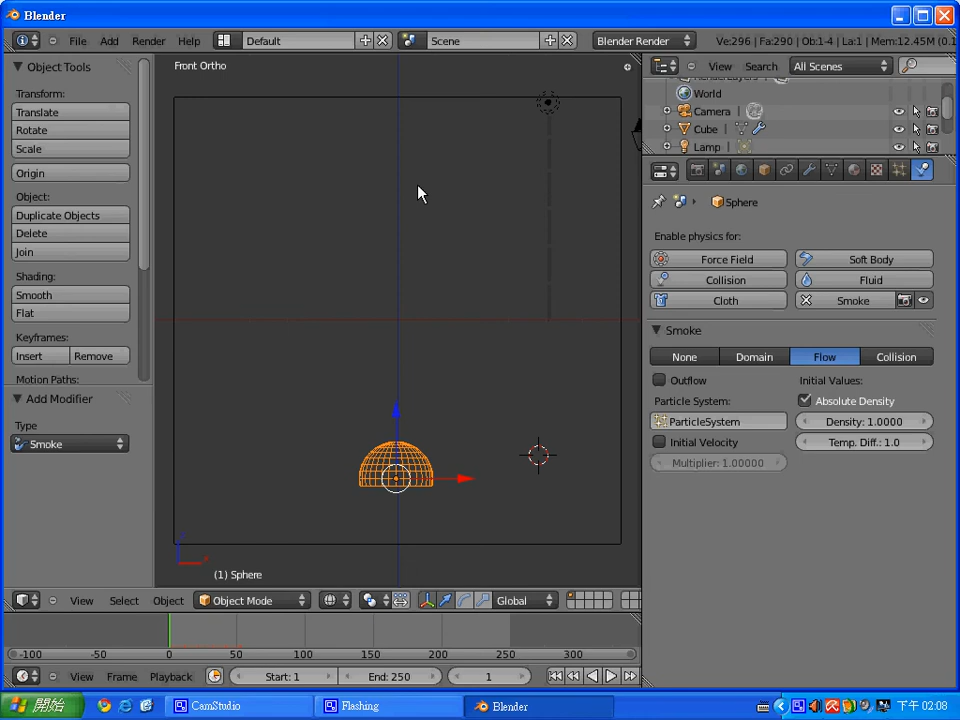 Blender
File Add Render Help Default Scene Blender Render Ve:296 | Fa:290 | Ob:1-4 | La:1 | Mem:12.45M (0.1
Object Tools
Transform:
Translate
Rotate
Scale
Origin
Object:
Duplicate Objects
Delete
Join
Shading:
Smooth
Flat
Keyframes:
Insert Remove
Motion Paths:
Add Modifier
Type
Smoke
Front Ortho
(1) Sphere
View Select Object Object Mode Global
-100 -50 0 50 100 150 200 250 300
View Frame Playback Start: 1 End: 250 1
View Search All Scenes
World
Camera
Cube
Lamp
Sphere
Enable physics for:
Force Field Soft Body
Collision Fluid
Cloth Smoke
Smoke
None Domain Flow Collision
Outflow Initial Values:
Particle System: Absolute Density
ParticleSystem Density: 1.0000
Initial Velocity Temp. Diff.: 1.0
Multiplier: 1.00000
開始 CamStudio Flashing Blender 下午 02:08